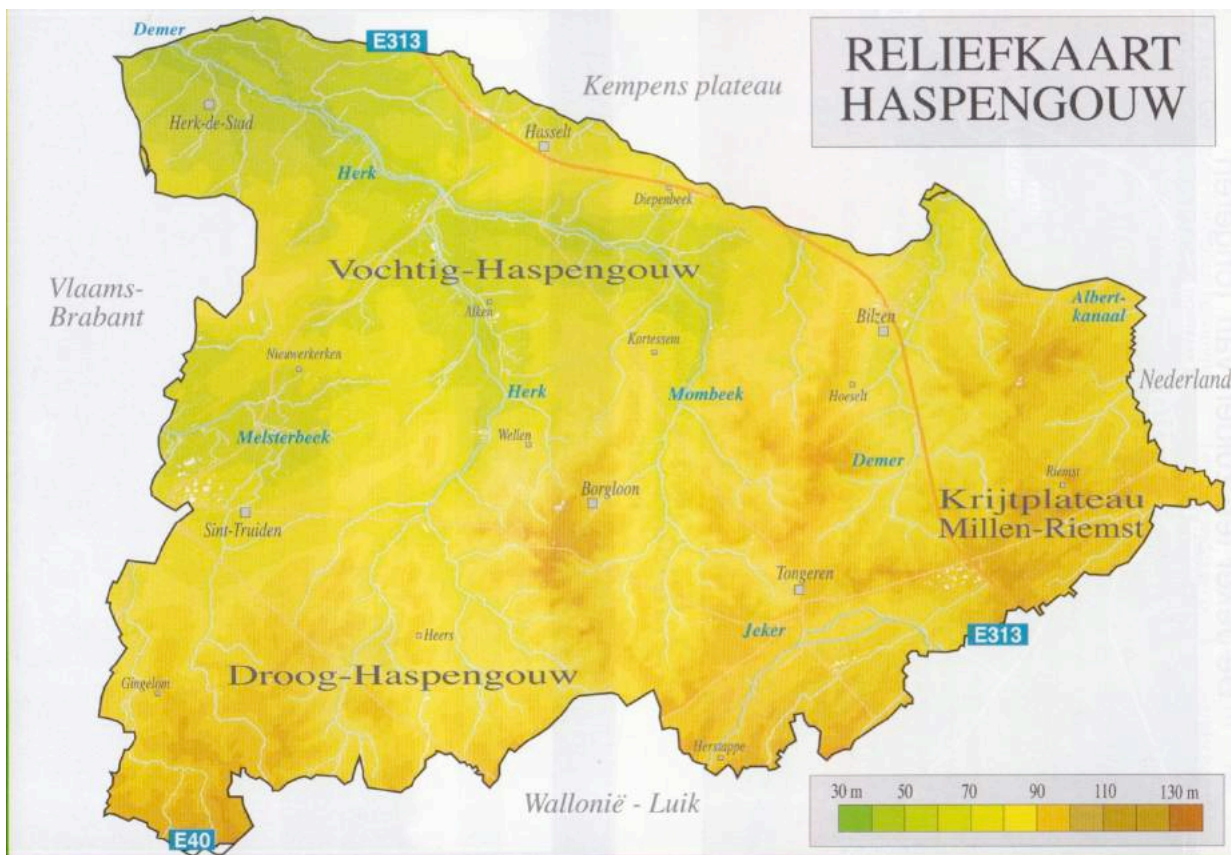 RELIEFKAART
HASPENGOUW
Demer
E313
Kempens plateau
Herk-de-Stad
Hasselt
Herk
Diepenbeek
Vochtig-Haspengouw
Vlaams-
Brabant
Alken
Albert-
kanaal
Bilzen
Nieuwerkerken
Kortessem
Nederland
Herk
Mombeek
Hoeselt
Melsterbeek
Wellen
Demer
Riemst
Borgloon
Krijtplateau
Millen-Riemst
Sint-Truiden
Tongeren
Jeker
E313
Heers
Droog-Haspengouw
Gingelom
Herstappe
Wallonië - Luik
30 m 50 70 90 110 130 m
E40